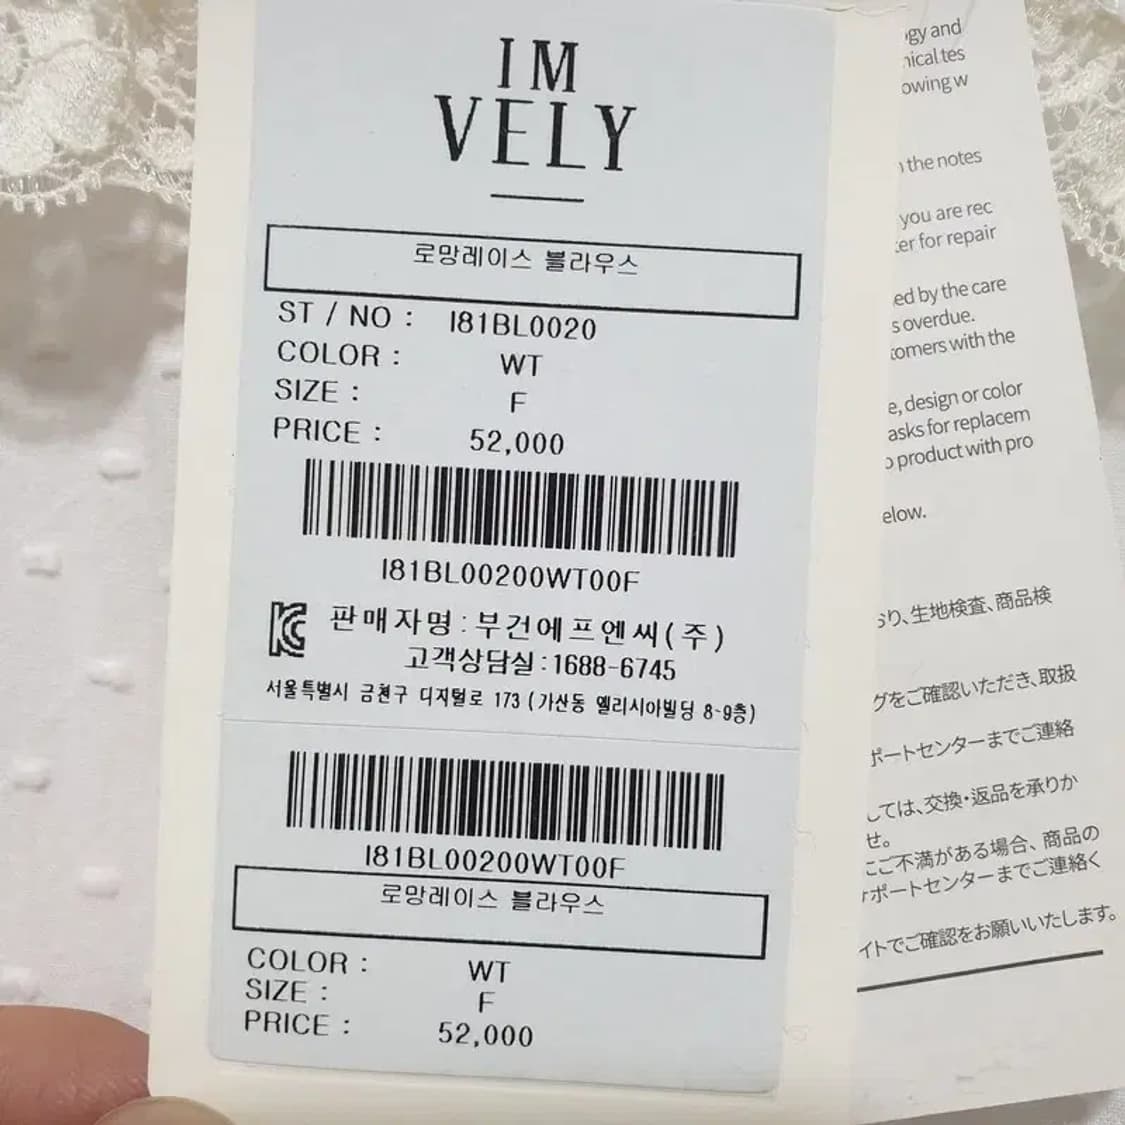 IM
VELY
로망레이스 블라우스
ST / NO : I81BL0020
COLOR : WT
SIZE : F
PRICE : 52,000
I81BL00200WT00F
판매자명 : 부건에프엔씨(주)
고객상담실 : 1688-6745
서울특별시 금천구 디지털로 173 (가산동 엘리시아빌딩 8-9층)
I81BL00200WT00F
로망레이스 블라우스
COLOR : WT
SIZE : F
PRICE : 52,000
and
owing w
the notes
you are rec
for repair
by the care
s overdue.
tomers with the
design or color
asks for replacem
product with pro
elow.
り、生地検査、商品検
グをご確認いただき、取扱
ポートセンターまでご連絡
しては、交換・返品を承りか
せ。
にご不満がある場合、商品の
サポートセンターまでご連絡く
イトでご確認をお願いいたします。